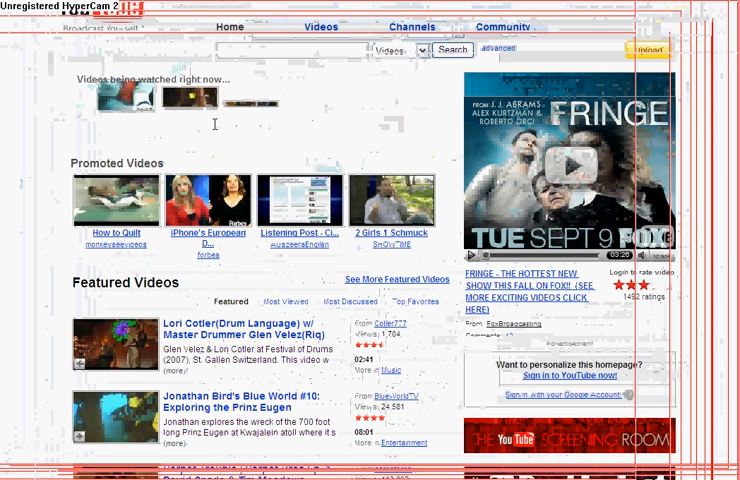 Unregistered HyperCam 2
Broadcast Yourself
Home Videos Channels Community
Videos Search advanced Upload
Videos being watched right now...
FROM J.J. ABRAMS
ALEX KURTZMAN &
ROBERTO ORCI
FRINGE
TUE SEPT 9 FOX
03:26
Promoted Videos
How to Quilt
monkeyseevideos
iPhone's European
D...
forbes
Listening Post - Ci...
AlJazeeraEnglish
2 Girls 1 Schmuck
Featured Videos
See More Featured Videos
Featured Most Viewed Most Discussed Top Favorites
Lori Cotler(Drum Language) w/
Master Drummer Glen Velez(Riq)
Glen Velez & Lori Cotler at Festival of Drums
(2007), St. Gallen Switzerland. This video w
(more)
From: Cotler777
Views: 1,704
02:41
More in Music
Jonathan Bird's Blue World #10:
Exploring the Prinz Eugen
Jonathan explores the wreck of the 700 foot
long Prinz Eugen at Kwajalein atoll where it s
(more)
From: BlueWorldTV
Views: 24,581
08:01
More in Entertainment
FRINGE - THE HOTTEST NEW
SHOW THIS FALL ON FOX!! (SEE
MORE EXCITING VIDEOS CLICK
HERE)
From: FoxBroadcasting
Login to rate video
1492 ratings
Advertisement
Want to personalize this homepage?
Sign in to YouTube now!
Sign in with your Google Account!
THE YouTube SCREENING ROOM